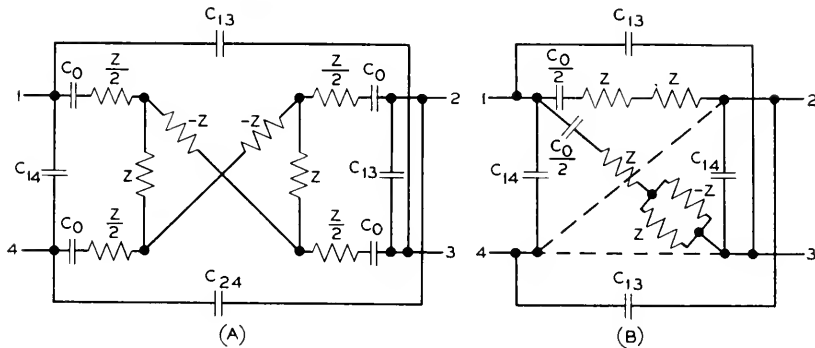 C13
C0 Z/2 Z/2 C0
1 2
-Z -Z
C14 Z Z C13
C0 Z/2 Z/2 C0
4 3
C24
(A)
C13
C0/2 Z Z
1 2
C0/2
C14 Z C14
-Z
Z
4 3
C13
(B)